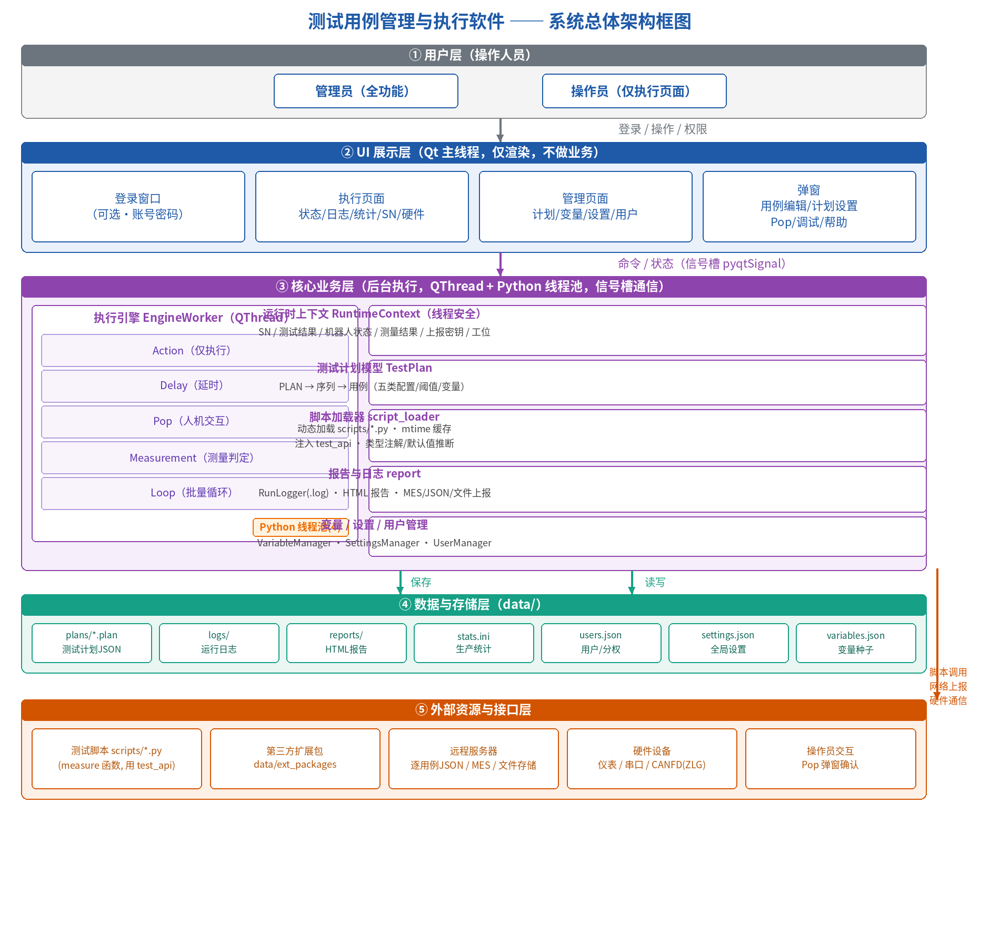 测试用例管理与执行软件 —— 系统总体架构框图
① 用户层（操作人员）
管理员（全功能）
操作员（仅执行页面）
登录 / 操作 / 权限
② UI 展示层（Qt 主线程，仅渲染，不做业务）
登录窗口
（可选・账号密码）
执行页面
状态/日志/统计/SN/硬件
管理页面
计划/变量/设置/用户
弹窗
用例编辑/计划设置
Pop/调试/帮助
命令 / 状态（信号槽 pyqtSignal）
③ 核心业务层（后台执行，QThread + Python 线程池，信号槽通信）
执行引擎 EngineWorker（QThread）
Action（仅执行）
Delay（延时）
Pop（人机交互）
Measurement（测量判定）
Loop（批量循环）
Python 线程池(4)
运行时上下文 RuntimeContext（线程安全）
SN / 测试结果 / 机器人状态 / 测量结果 / 上报密钥 / 工位
测试计划模型 TestPlan
PLAN → 序列 → 用例（五类配置/阈值/变量）
脚本加载器 script_loader
动态加载 scripts/*.py ・ mtime 缓存
注入 test_api ・ 类型注解/默认值推断
报告与日志 report
RunLogger(.log) ・ HTML 报告 ・ MES/JSON/文件上报
变量 / 设置 / 用户管理
VariableManager ・ SettingsManager ・ UserManager
保存
读写
④ 数据与存储层（data/）
plans/*.plan
测试计划JSON
logs/
运行日志
reports/
HTML报告
stats.ini
生产统计
users.json
用户/分权
settings.json
全局设置
variables.json
变量种子
脚本调用
网络上报
硬件通信
⑤ 外部资源与接口层
测试脚本 scripts/*.py
(measure 函数, 用 test_api)
第三方扩展包
data/ext_packages
远程服务器
逐用例JSON / MES / 文件存储
硬件设备
仪表 / 串口 / CANFD(ZLG)
操作员交互
Pop 弹窗确认